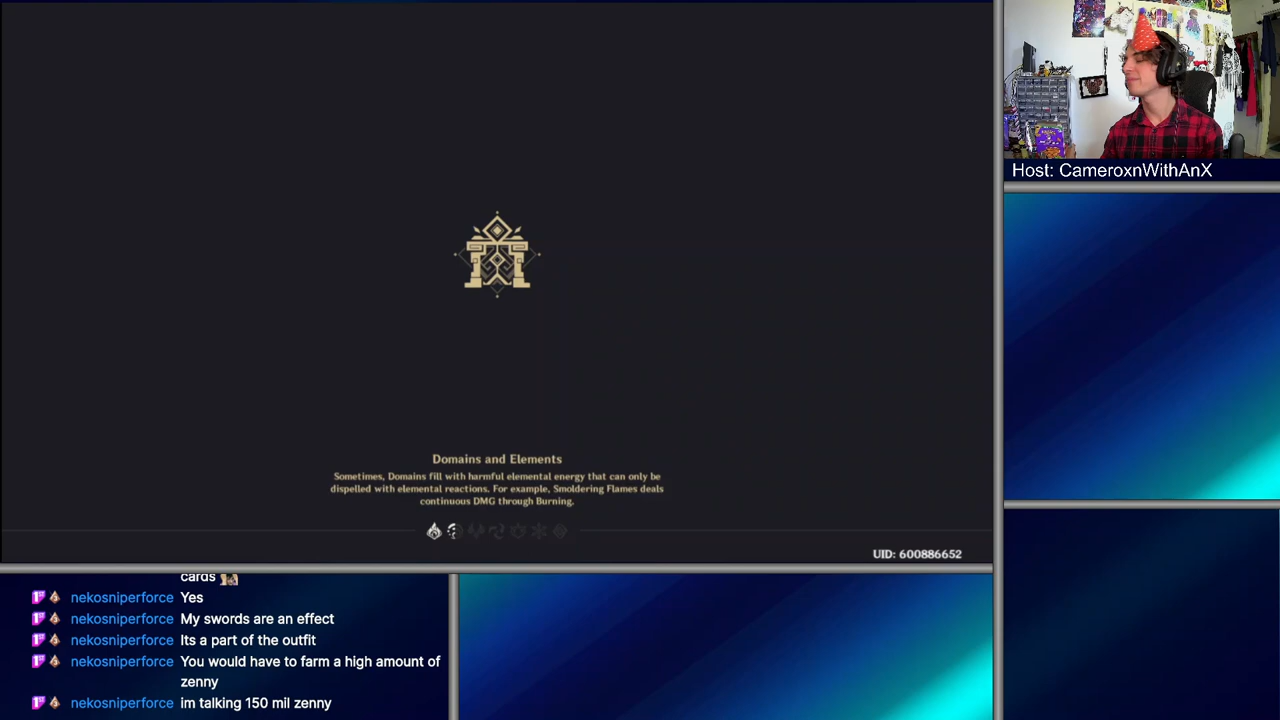 Host: CameroxnWithAnX
Domains and Elements
Sometimes, Domains fill with harmful elemental energy that can only be
dispelled with elemental reactions. For example, Smoldering Flames deals
continuous DMG through Burning.
UID: 600886652
cards
nekosniperforce Yes
nekosniperforce My swords are an effect
nekosniperforce Its a part of the outfit
nekosniperforce You would have to farm a high amount of
zenny
nekosniperforce im talking 150 mil zenny